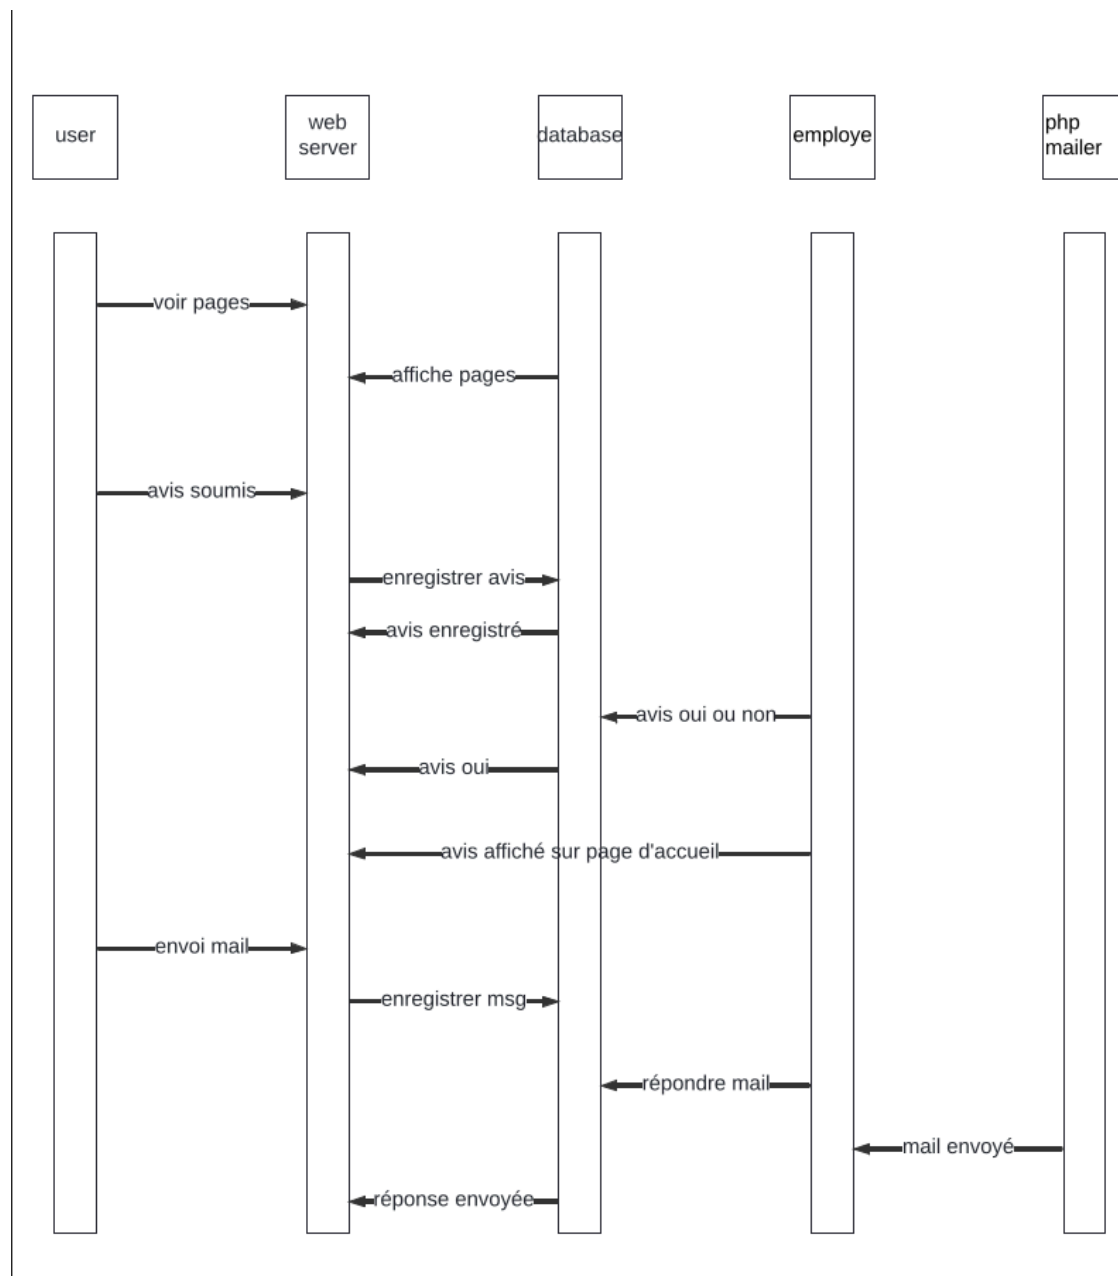 user
web
server
database
employe
php
mailer
voir pages
affiche pages
avis soumis
enregistrer avis
avis enregistré
avis oui ou non
avis oui
avis affiché sur page d'accueil
envoi mail
enregistrer msg
répondre mail
mail envoyé
réponse envoyée